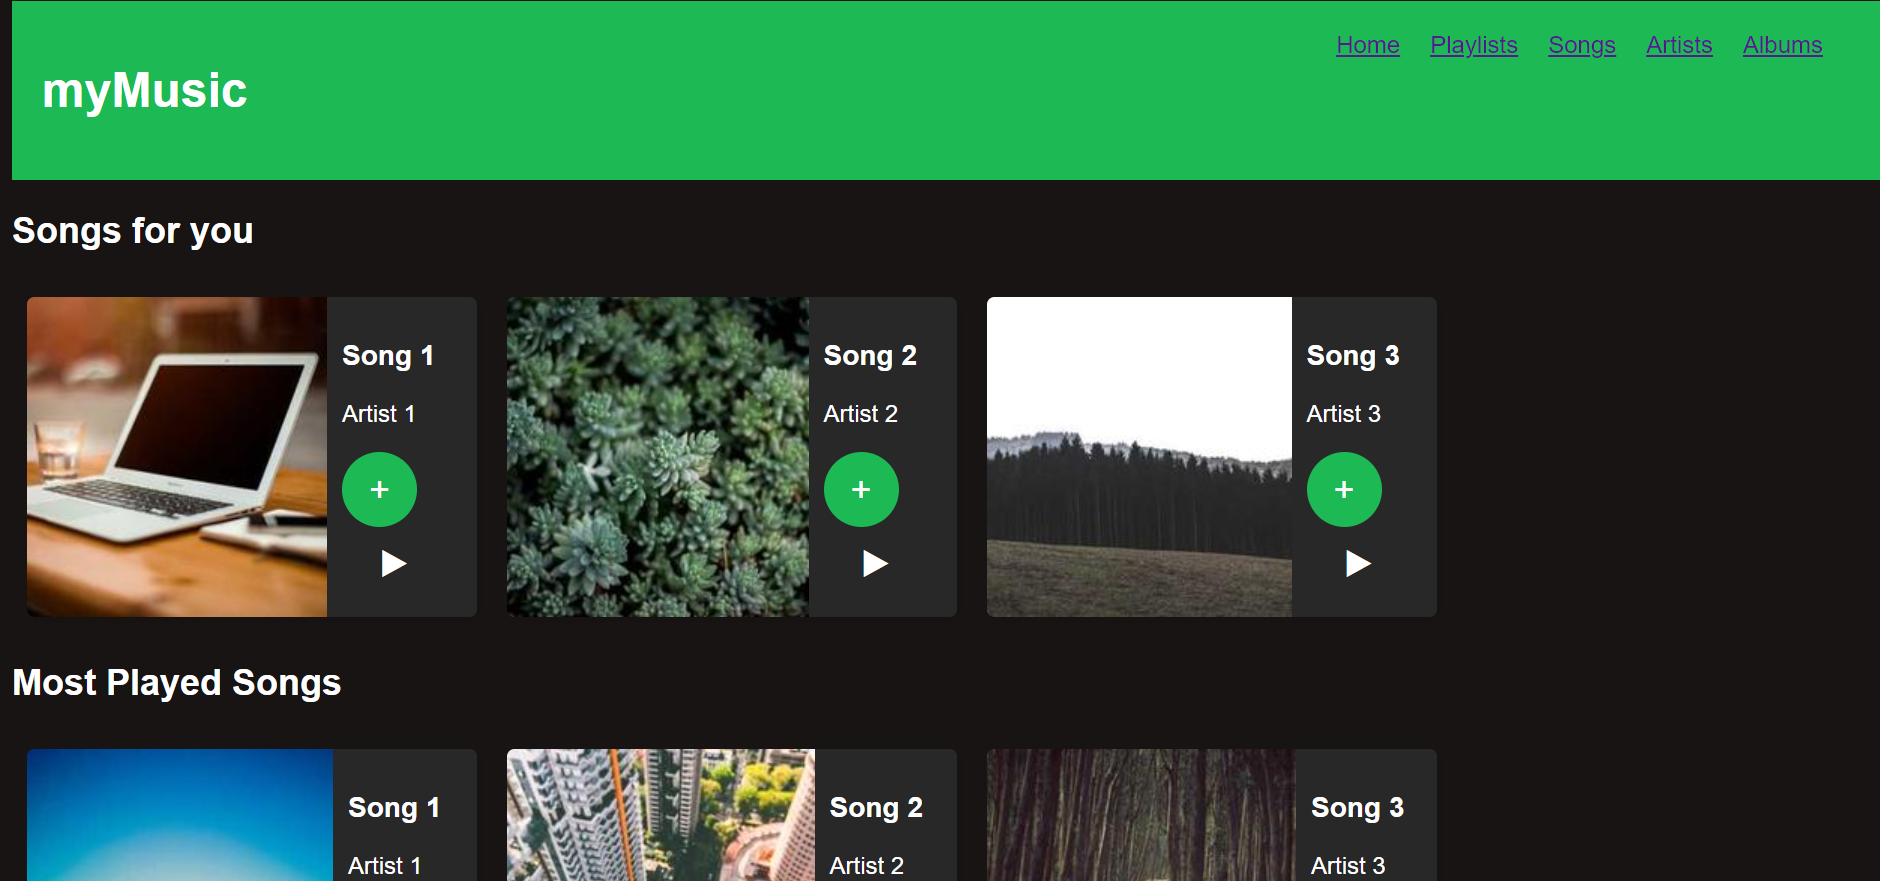 Home Playlists Songs Artists Albums
myMusic
Songs for you
Song 1
Artist 1
+
Song 2
Artist 2
+
Song 3
Artist 3
+
Most Played Songs
Song 1
Artist 1
Song 2
Artist 2
Song 3
Artist 3